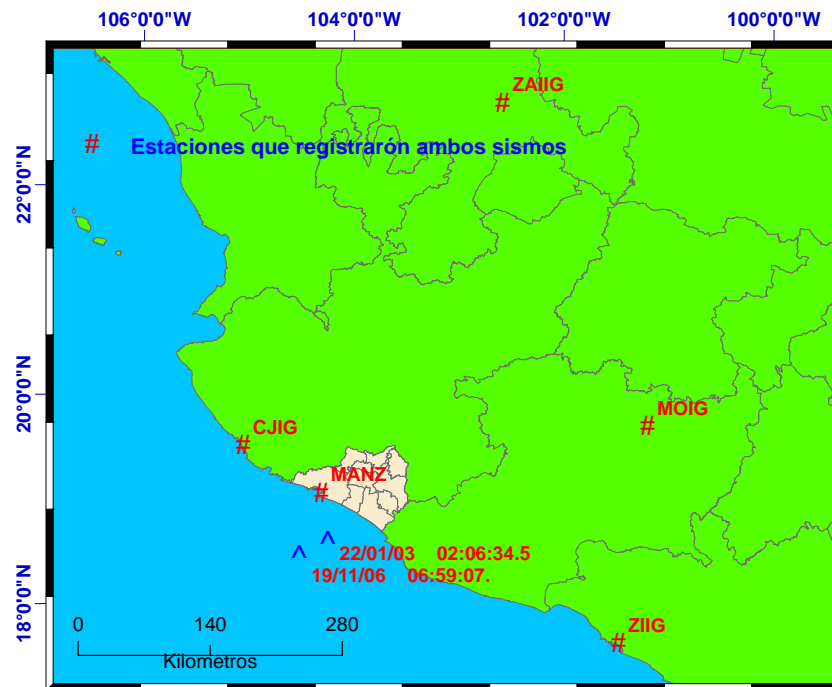 106°0'0"W 104°0'0"W 102°0'0"W 100°0'0"W
ZAIIG
#
# Estaciones que registrarón ambos sismos
22°0'0"N
20°0'0"N
MOIG
#
CJIG
#
MANZ
#
^ 22/01/03 02:06:34.5
^ 19/11/06 06:59:07.
18°0'0"N
ZIIG
#
0 140 280
Kilometros